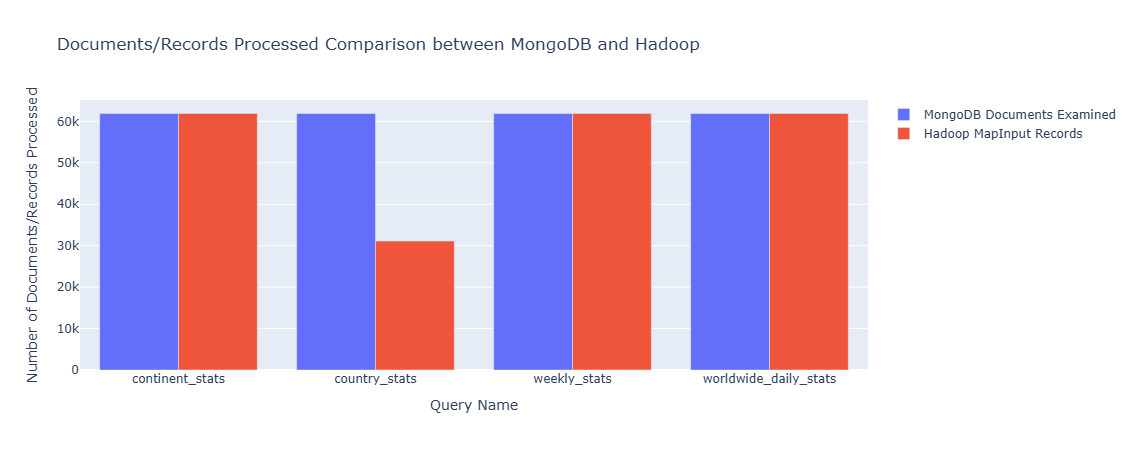 Documents/Records Processed Comparison between MongoDB and Hadoop
MongoDB Documents Examined
Hadoop MapInput Records
Number of Documents/Records Processed
60k
50k
40k
30k
20k
10k
0
continent_stats
country_stats
weekly_stats
worldwide_daily_stats
Query Name